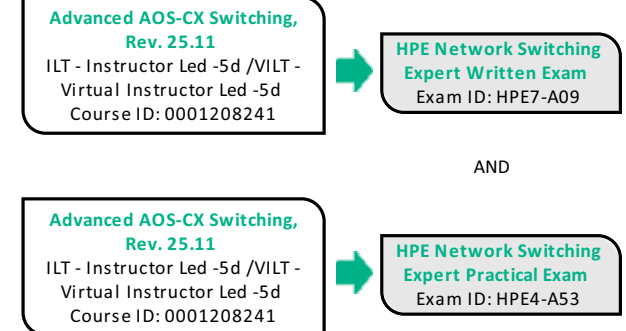 Advanced AOS-CX Switching,
Rev. 25.11
ILT - Instructor Led -5d /VILT -
Virtual Instructor Led -5d
Course ID: 0001208241
HPE Network Switching
Expert Written Exam
Exam ID: HPE7-A09
AND
Advanced AOS-CX Switching,
Rev. 25.11
ILT - Instructor Led -5d /VILT -
Virtual Instructor Led -5d
Course ID: 0001208241
HPE Network Switching
Expert Practical Exam
Exam ID: HPE4-A53